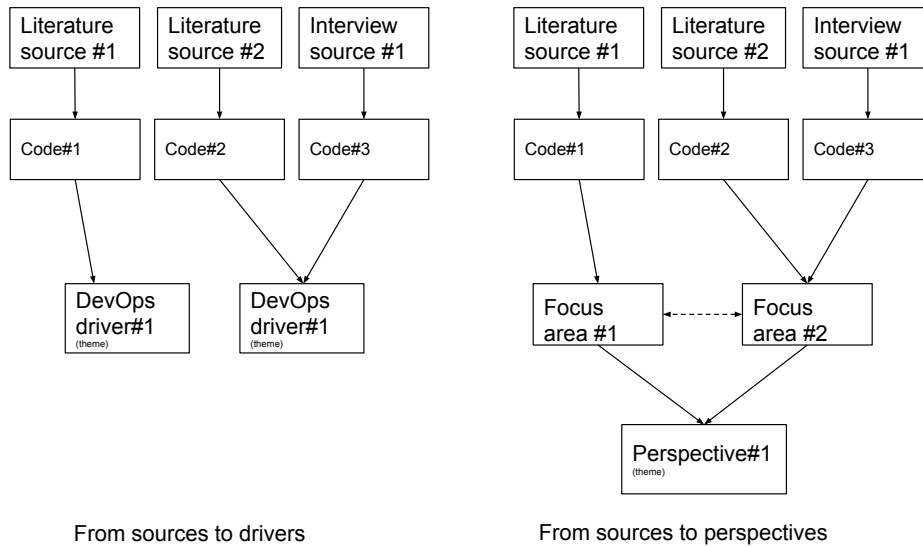 Literature
source #1
Literature
source #2
Interview
source #1
Code#1
Code#2
Code#3
DevOps
driver#1
(theme)
DevOps
driver#1
(theme)
From sources to drivers
Literature
source #1
Literature
source #2
Interview
source #1
Code#1
Code#2
Code#3
Focus
area #1
Focus
area #2
Perspective#1
(theme)
From sources to perspectives